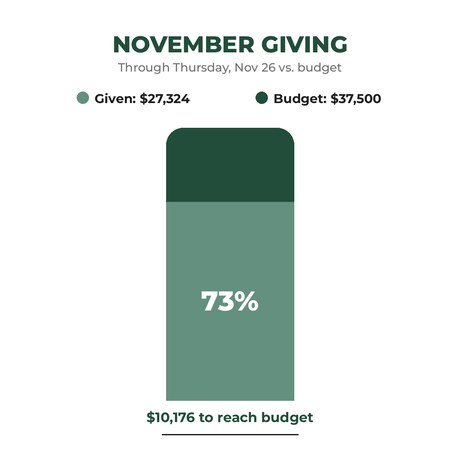 NOVEMBER GIVING
Through Thursday, Nov 26 vs. budget
Given: $27,324 Budget: $37,500
73%
$10,176 to reach budget